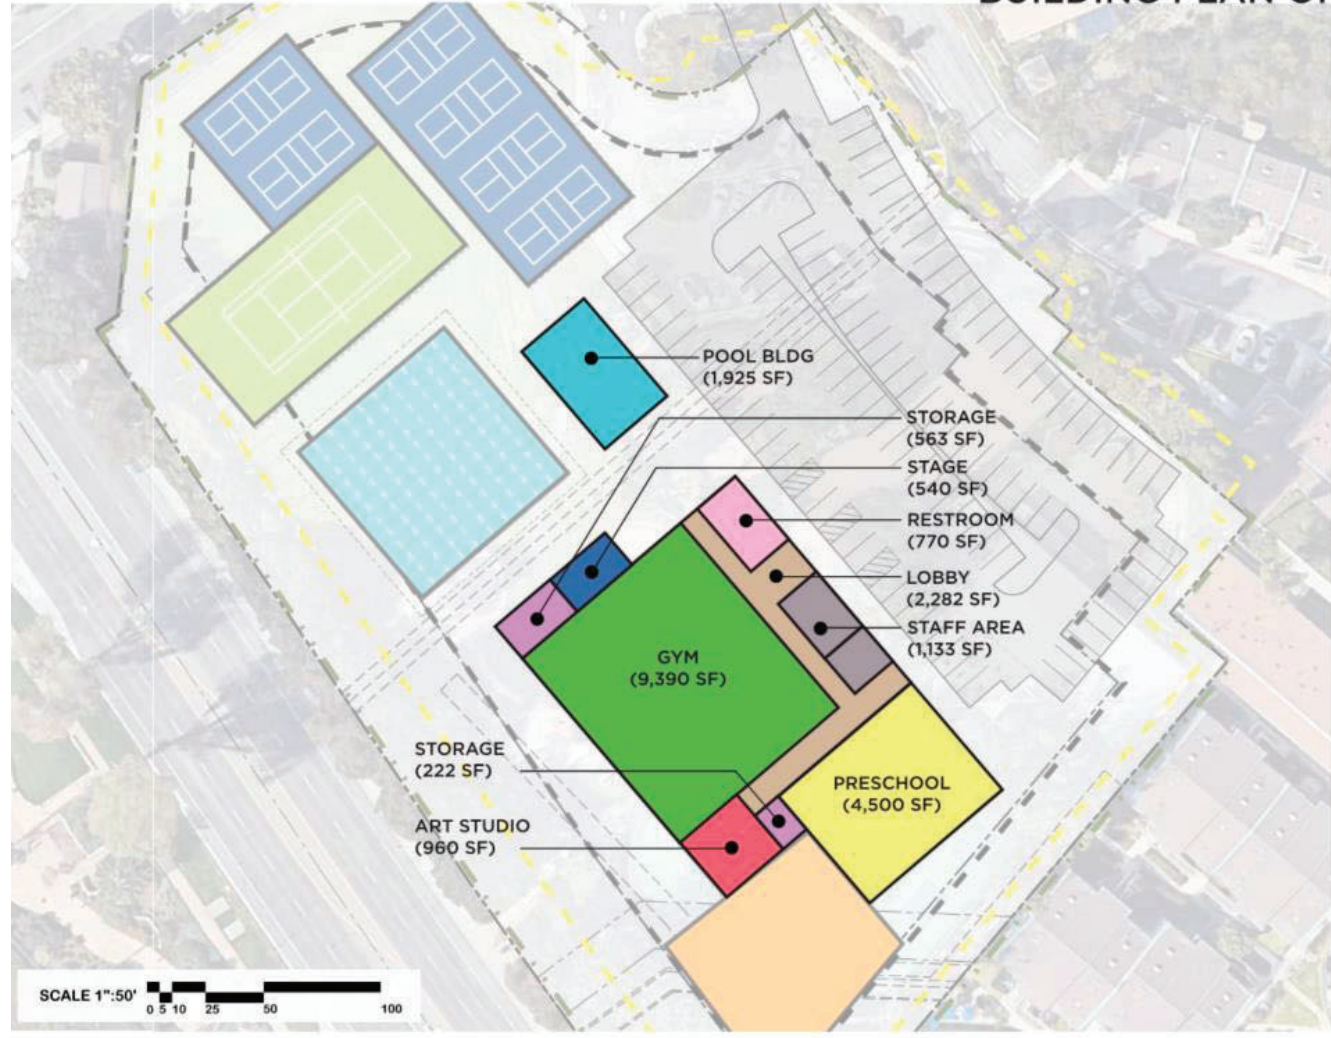 POOL BLDG
(1,925 SF)
STORAGE
(563 SF)
STAGE
(540 SF)
RESTROOM
(770 SF)
LOBBY
(2,282 SF)
STAFF AREA
(1,133 SF)
GYM
(9,390 SF)
STORAGE
(222 SF)
PRESCHOOL
(4,500 SF)
ART STUDIO
(960 SF)
SCALE 1":50'
0 5 10 25 50 100